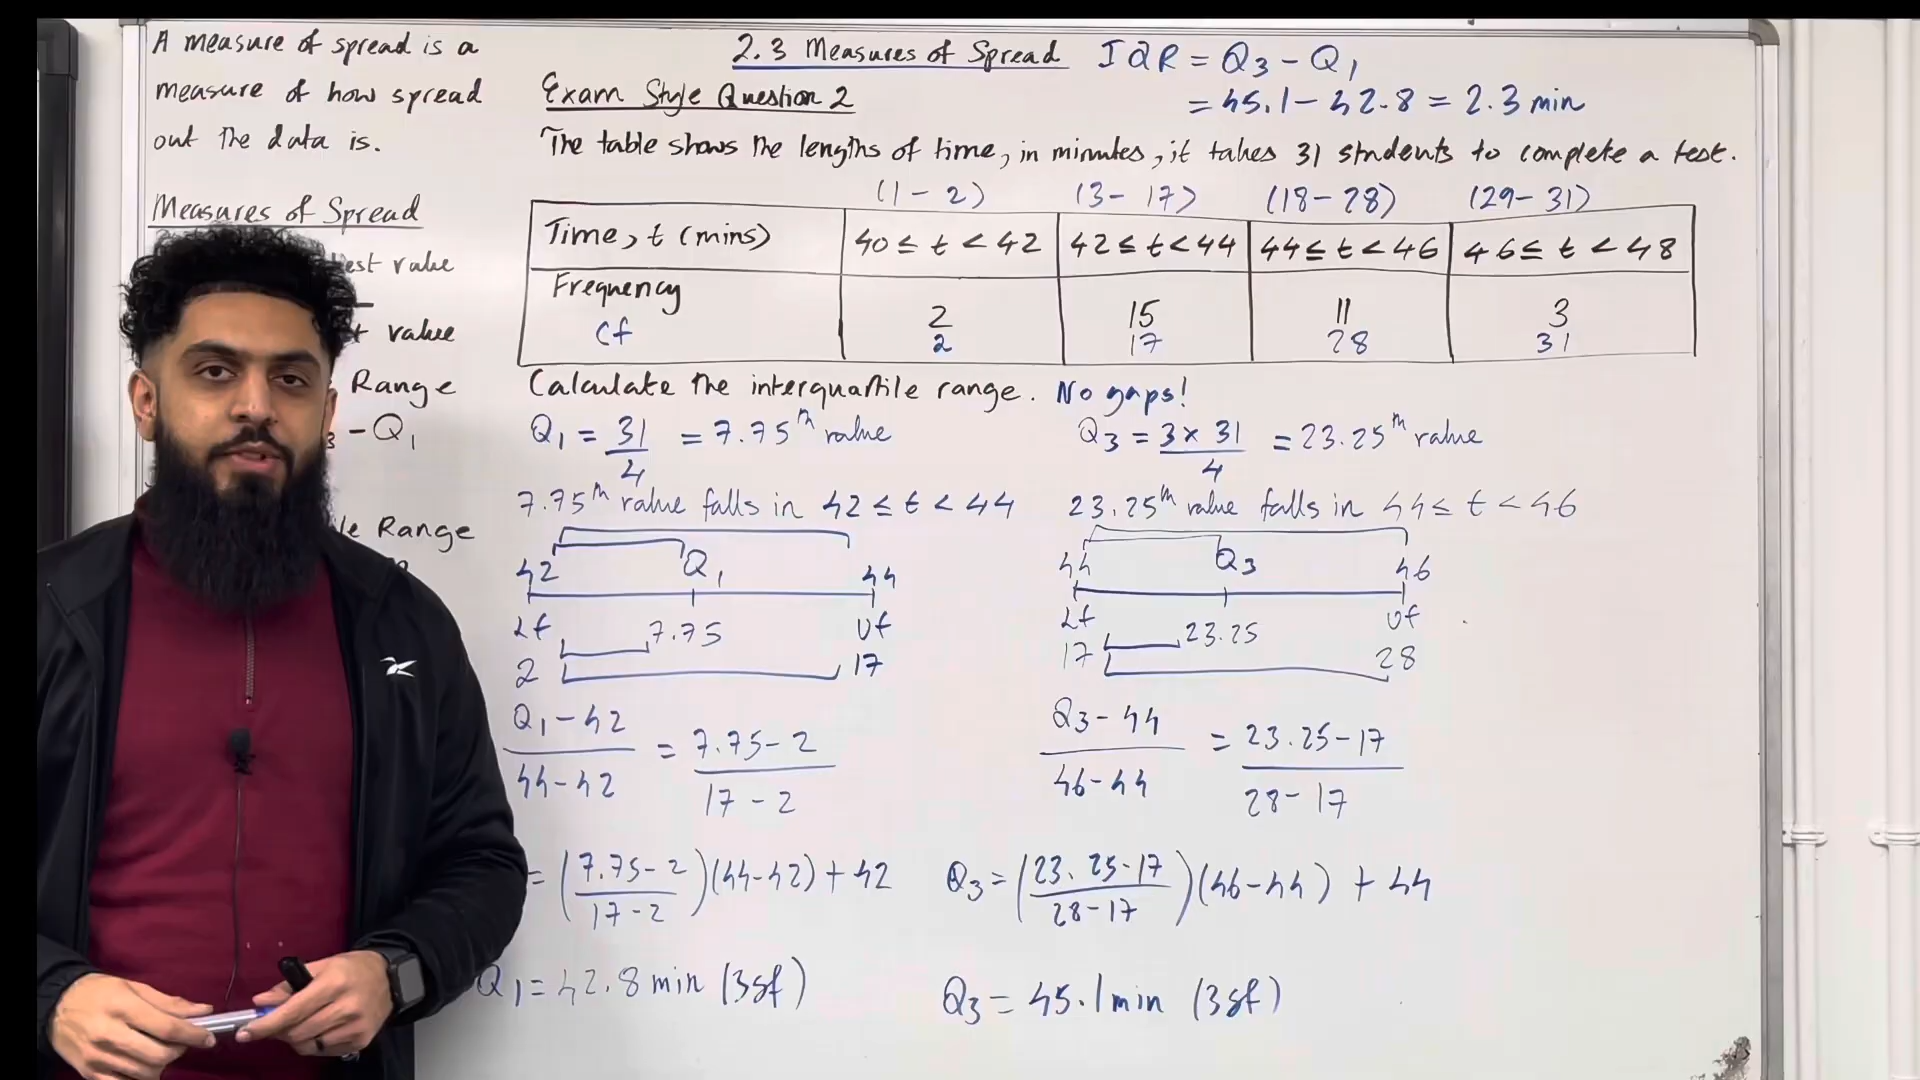 A measure of spread is a
measure of how spread
out the data is.
Measures of Spread
value
value
Range
- Q₁
Range
2.3 Measures of Spread
IQR = Q₃ - Q₁
= 45.1 - 42.8 = 2.3 min
Exam Style Question 2
The table shows the lengths of time, in minutes, it takes 31 students to complete a test.
(1 - 2) (3 - 17) (18 - 28) (29 - 31)
Time, t (mins) 40 ≤ t < 42 42 ≤ t < 44 44 ≤ t < 46 46 ≤ t < 48
Frequency 2 15 11 3
cf 2 17 28 31
Calculate the interquartile range. No gaps!
Q₁ = 31/4 = 7.75th value
7.75th value falls in 42 ≤ t < 44
42 Q₁ 44
Lf 7.75 Uf
2 17
(Q₁ - 42)/(44 - 42) = (7.75 - 2)/(17 - 2)
= ((7.75 - 2)/(17 - 2))(44 - 42) + 42
Q₁ = 42.8 min (3sf)
Q₃ = (3 × 31)/4 = 23.25th value
23.25th value falls in 44 ≤ t < 46
44 Q₃ 46
Lf 23.25 Uf
17 28
(Q₃ - 44)/(46 - 44) = (23.25 - 17)/(28 - 17)
Q₃ = ((23.25 - 17)/(28 - 17))(46 - 44) + 44
Q₃ = 45.1 min (3sf)